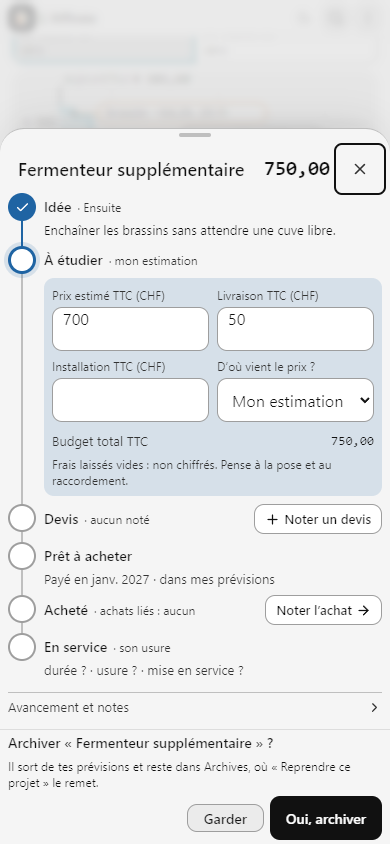 Fermenteur supplémentaire 750,00
Idée · Ensuite
Enchaîner les brassins sans attendre une cuve libre.
À étudier · mon estimation
Prix estimé TTC (CHF) Livraison TTC (CHF)
700 50
Installation TTC (CHF) D'où vient le prix ?
Mon estimation
Budget total TTC 750,00
Frais laissés vides : non chiffrés. Pense à la pose et au
raccordement.
Devis · aucun noté + Noter un devis
Prêt à acheter
Payé en janv. 2027 · dans mes prévisions
Acheté · achats liés : aucun Noter l'achat →
En service · son usure
durée ? · usure ? · mise en service ?
Avancement et notes
Archiver « Fermenteur supplémentaire » ?
Il sort de tes prévisions et reste dans Archives, où « Reprendre ce
projet » le remet.
Garder Oui, archiver